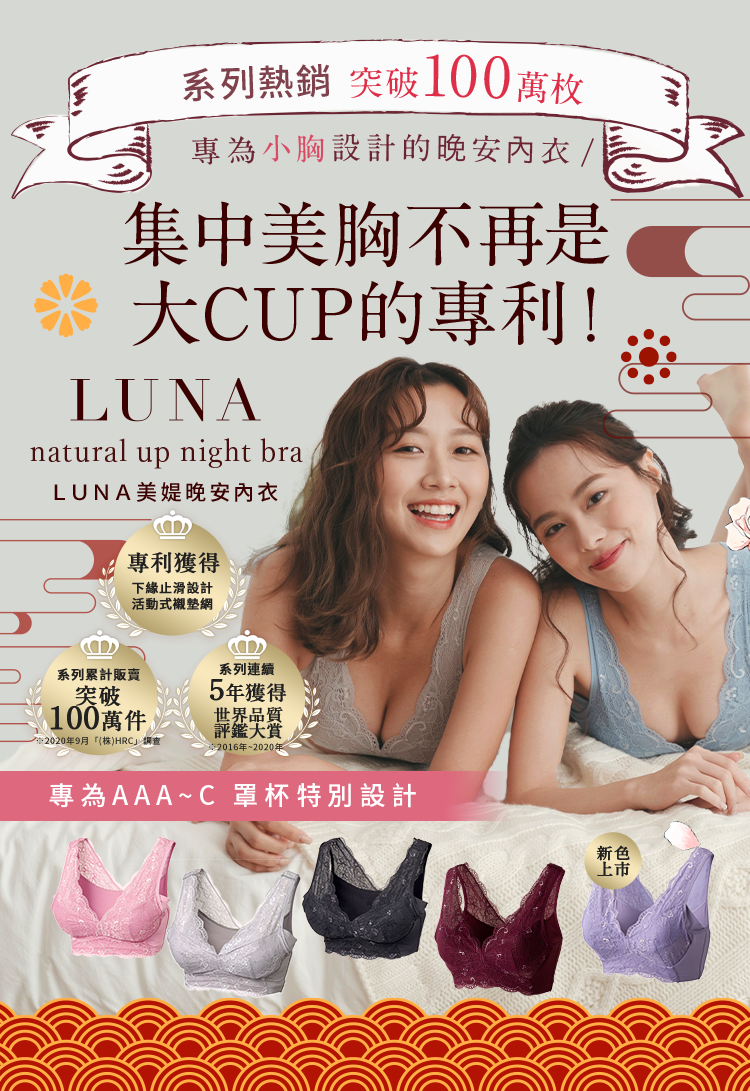 系列熱銷 突破100萬枚
專為小胸設計的晚安內衣/
集中美胸不再是
大CUP的專利!
LUNA
natural up night bra
LUNA美媞晚安內衣
專利獲得
下緣止滑設計
活動式襯墊網
系列累計販賣
突破
100萬件
※2020年9月「(株)HRC」調查
系列連續
5年獲得
世界品質
評鑑大賞
※2016年~2020年
專為AAA~C 罩杯特別設計
新色
上市